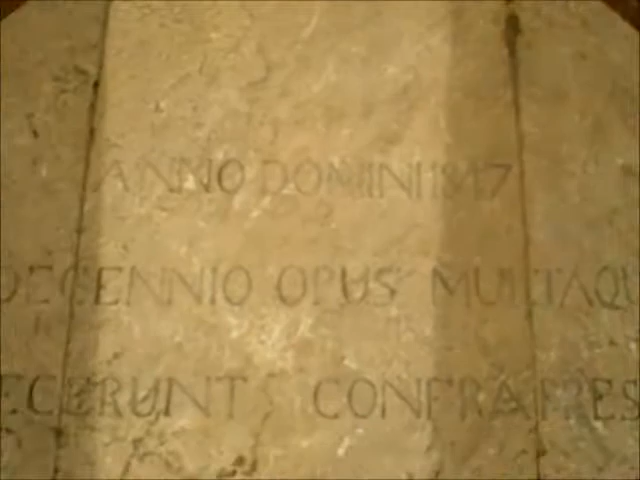 ANNO DOMINI 1817
DECENNIO OPUS MULTAQU
ECERUNT CONFRATRES